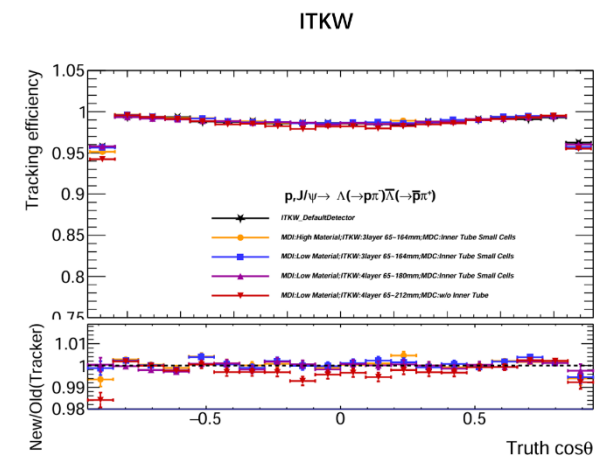 ITKW
Tracking efficiency
1.05
1
0.95
0.9
0.85
0.8
0.75
p,J/ψ→ Λ(→pπ⁻)Λ̅(→p̅π⁺)
ITKW_DefaultDetector
MDI:High Material;ITKW:3layer 65~164mm;MDC:Inner Tube Small Cells
MDI:Low Material;ITKW:3layer 65~164mm;MDC:Inner Tube Small Cells
MDI:Low Material;ITKW:4layer 65~180mm;MDC:Inner Tube Small Cells
MDI:Low Material;ITKW:4layer 65~212mm;MDC:w/o Inner Tube
New/Old(Tracker)
1.01
1
0.99
0.98
−0.5
0
0.5
Truth cosθ